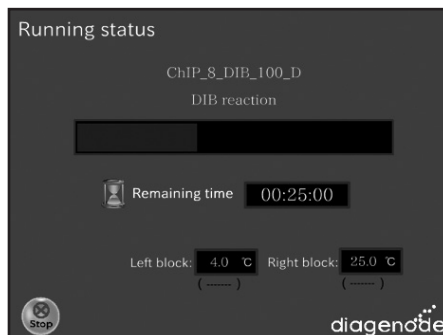 Running status
ChIP_8_DIB_100_D
DIB reaction
Remaining time 00:25:00
Left block: 4.0 ℃ Right block: 25.0 ℃
( ------- ) ( ------- )
Stop
diagenode